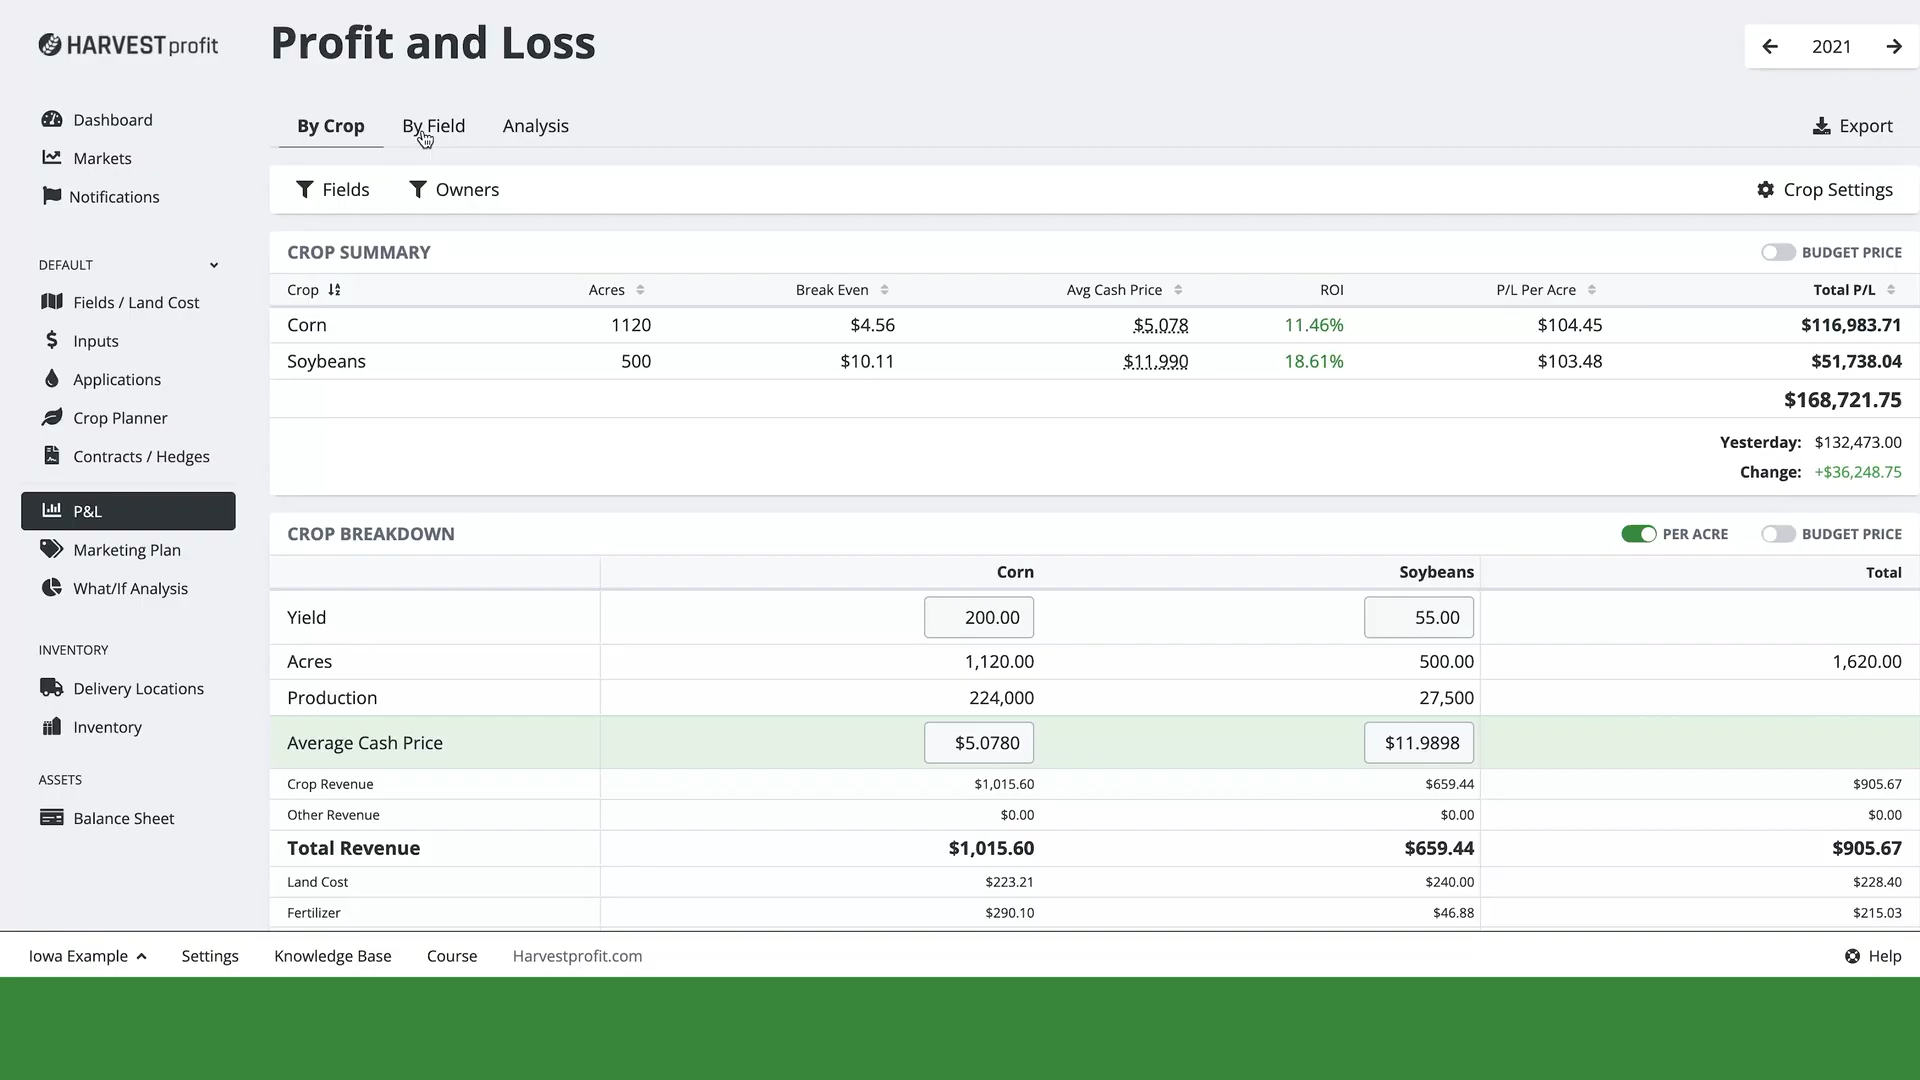 HARVEST profit
Profit and Loss
2021
Dashboard
Markets
Notifications
By Crop By Field Analysis
Export
Fields Owners
Crop Settings
DEFAULT
Fields / Land Cost
Inputs
Applications
Crop Planner
Contracts / Hedges
P&L
Marketing Plan
What/If Analysis
INVENTORY
Delivery Locations
Inventory
ASSETS
Balance Sheet
CROP SUMMARY BUDGET PRICE
Crop Acres Break Even Avg Cash Price ROI P/L Per Acre Total P/L
Corn 1120 $4.56 $5.078 11.46% $104.45 $116,983.71
Soybeans 500 $10.11 $11.990 18.61% $103.48 $51,738.04
$168,721.75
Yesterday: $132,473.00
Change: +$36,248.75
CROP BREAKDOWN PER ACRE BUDGET PRICE
Corn Soybeans Total
Yield 200.00 55.00
Acres 1,120.00 500.00 1,620.00
Production 224,000 27,500
Average Cash Price $5.0780 $11.9898
Crop Revenue $1,015.60 $659.44 $905.67
Other Revenue $0.00 $0.00 $0.00
Total Revenue $1,015.60 $659.44 $905.67
Land Cost $223.21 $240.00 $228.40
Fertilizer $290.10 $46.88 $215.03
Iowa Example Settings Knowledge Base Course Harvestprofit.com Help